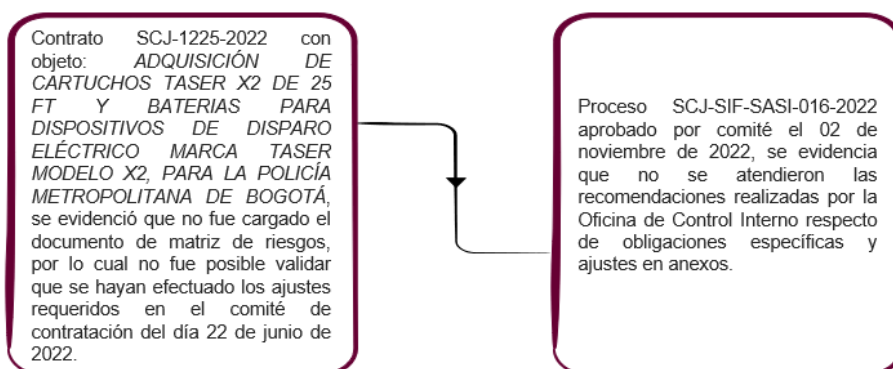 Contrato SCJ-1225-2022 con
objeto: ADQUISICIÓN DE
CARTUCHOS TASER X2 DE 25
FT Y BATERIAS PARA
DISPOSITIVOS DE DISPARO
ELÉCTRICO MARCA TASER
MODELO X2, PARA LA POLICÍA
METROPOLITANA DE BOGOTÁ,
se evidenció que no fue cargado el
documento de matriz de riesgos,
por lo cual no fue posible validar
que se hayan efectuado los ajustes
requeridos en el comité de
contratación del día 22 de junio de
2022.
Proceso SCJ-SIF-SASI-016-2022
aprobado por comité el 02 de
noviembre de 2022, se evidencia
que no se atendieron las
recomendaciones realizadas por la
Oficina de Control Interno respecto
de obligaciones específicas y
ajustes en anexos.